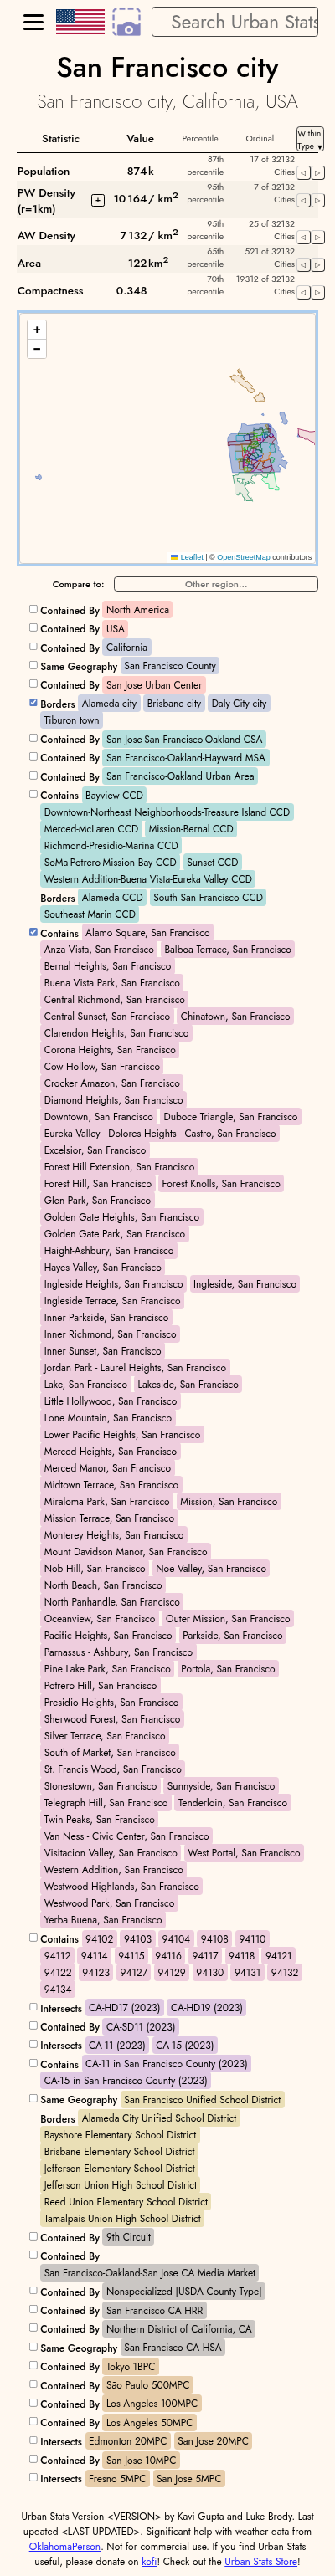 Search Urban Stats
San Francisco city
San Francisco city, California, USA
Statistic Value Percentile Ordinal Within Type ▼
Population 874k 87th percentile 17 of 32132 Cities ◁ ▷
PW Density (r=1km) + 10 164 / km² 95th percentile 7 of 32132 Cities ◁ ▷
AW Density 7 132 / km² 95th percentile 25 of 32132 Cities ◁ ▷
Area 122 km² 65th percentile 521 of 32132 Cities ◁ ▷
Compactness 0.348 70th percentile 19312 of 32132 Cities ◁ ▷
+
−
Leaflet | © OpenStreetMap contributors
Compare to: Other region...
Contained By North America
Contained By USA
Contained By California
Same Geography San Francisco County
Contained By San Jose Urban Center
Borders Alameda city Brisbane city Daly City city
Tiburon town
Contained By San Jose-San Francisco-Oakland CSA
Contained By San Francisco-Oakland-Hayward MSA
Contained By San Francisco-Oakland Urban Area
Contains Bayview CCD
Downtown-Northeast Neighborhoods-Treasure Island CCD
Merced-McLaren CCD Mission-Bernal CCD
Richmond-Presidio-Marina CCD
SoMa-Potrero-Mission Bay CCD Sunset CCD
Western Addition-Buena Vista-Eureka Valley CCD
Borders Alameda CCD South San Francisco CCD
Southeast Marin CCD
Contains Alamo Square, San Francisco
Anza Vista, San Francisco Balboa Terrace, San Francisco
Bernal Heights, San Francisco
Buena Vista Park, San Francisco
Central Richmond, San Francisco
Central Sunset, San Francisco Chinatown, San Francisco
Clarendon Heights, San Francisco
Corona Heights, San Francisco
Cow Hollow, San Francisco
Crocker Amazon, San Francisco
Diamond Heights, San Francisco
Downtown, San Francisco Duboce Triangle, San Francisco
Eureka Valley - Dolores Heights - Castro, San Francisco
Excelsior, San Francisco
Forest Hill Extension, San Francisco
Forest Hill, San Francisco Forest Knolls, San Francisco
Glen Park, San Francisco
Golden Gate Heights, San Francisco
Golden Gate Park, San Francisco
Haight-Ashbury, San Francisco
Hayes Valley, San Francisco
Ingleside Heights, San Francisco Ingleside, San Francisco
Ingleside Terrace, San Francisco
Inner Parkside, San Francisco
Inner Richmond, San Francisco
Inner Sunset, San Francisco
Jordan Park - Laurel Heights, San Francisco
Lake, San Francisco Lakeside, San Francisco
Little Hollywood, San Francisco
Lone Mountain, San Francisco
Lower Pacific Heights, San Francisco
Merced Heights, San Francisco
Merced Manor, San Francisco
Midtown Terrace, San Francisco
Miraloma Park, San Francisco Mission, San Francisco
Mission Terrace, San Francisco
Monterey Heights, San Francisco
Mount Davidson Manor, San Francisco
Nob Hill, San Francisco Noe Valley, San Francisco
North Beach, San Francisco
North Panhandle, San Francisco
Oceanview, San Francisco Outer Mission, San Francisco
Pacific Heights, San Francisco Parkside, San Francisco
Parnassus - Ashbury, San Francisco
Pine Lake Park, San Francisco Portola, San Francisco
Potrero Hill, San Francisco
Presidio Heights, San Francisco
Sherwood Forest, San Francisco
Silver Terrace, San Francisco
South of Market, San Francisco
St. Francis Wood, San Francisco
Stonestown, San Francisco Sunnyside, San Francisco
Telegraph Hill, San Francisco Tenderloin, San Francisco
Twin Peaks, San Francisco
Van Ness - Civic Center, San Francisco
Visitacion Valley, San Francisco West Portal, San Francisco
Western Addition, San Francisco
Westwood Highlands, San Francisco
Westwood Park, San Francisco
Yerba Buena, San Francisco
Contains 94102 94103 94104 94108 94110
94112 94114 94115 94116 94117 94118 94121
94122 94123 94127 94129 94130 94131 94132
94134
Intersects CA-HD17 (2023) CA-HD19 (2023)
Contained By CA-SD11 (2023)
Intersects CA-11 (2023) CA-15 (2023)
Contains CA-11 in San Francisco County (2023)
CA-15 in San Francisco County (2023)
Same Geography San Francisco Unified School District
Borders Alameda City Unified School District
Bayshore Elementary School District
Brisbane Elementary School District
Jefferson Elementary School District
Jefferson Union High School District
Reed Union Elementary School District
Tamalpais Union High School District
Contained By 9th Circuit
Contained By
San Francisco-Oakland-San Jose CA Media Market
Contained By Nonspecialized [USDA County Type]
Contained By San Francisco CA HRR
Contained By Northern District of California, CA
Same Geography San Francisco CA HSA
Contained By Tokyo 1BPC
Contained By São Paulo 500MPC
Contained By Los Angeles 100MPC
Contained By Los Angeles 50MPC
Intersects Edmonton 20MPC San Jose 20MPC
Contained By San Jose 10MPC
Intersects Fresno 5MPC San Jose 5MPC
Urban Stats Version <VERSION> by Kavi Gupta and Luke Brody. Last
updated <LAST UPDATED>. Significant help with weather data from
OklahomaPerson. Not for commercial use. If you find Urban Stats
useful, please donate on kofi! Check out the Urban Stats Store!